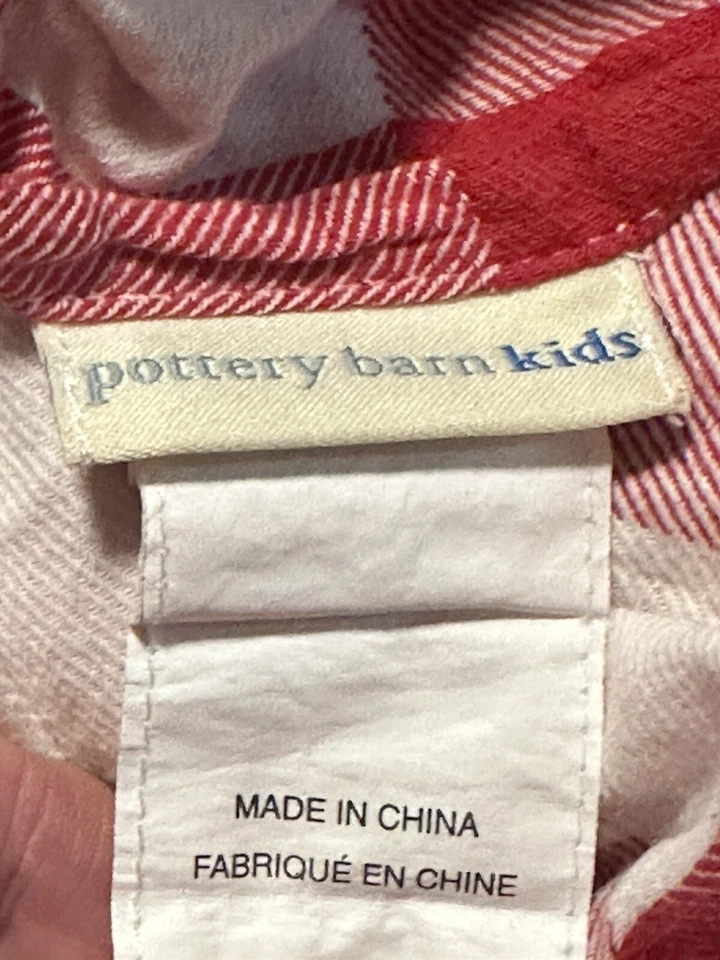 pottery barn kids
MADE IN CHINA
FABRIQUÉ EN CHINE